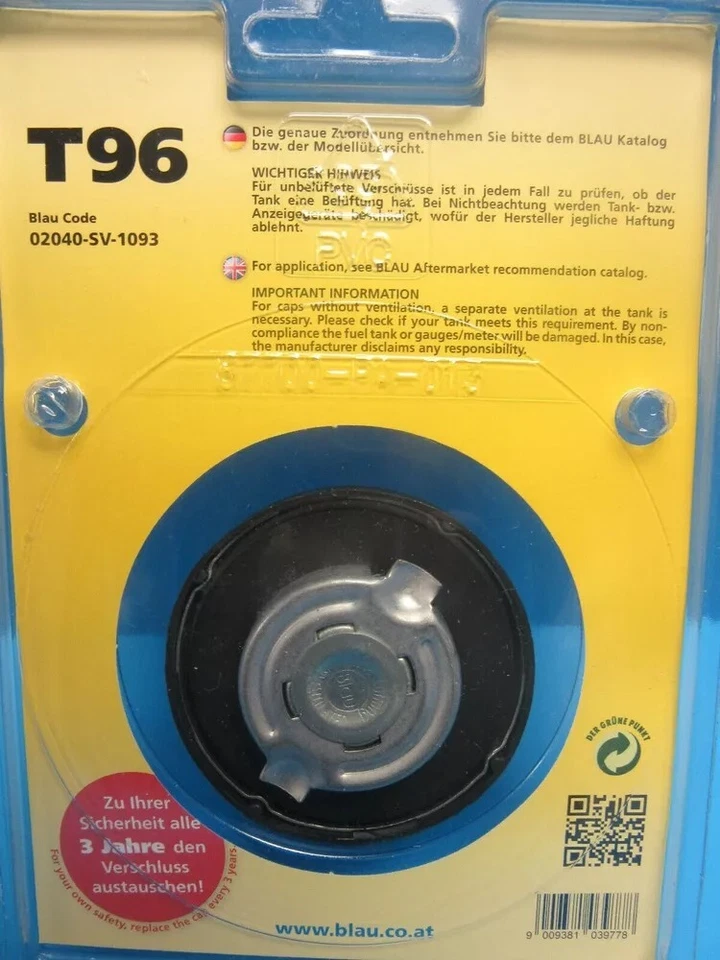 T96
Blau Code
02040-SV-1093
Die genaue Zuordnung entnehmen Sie bitte dem BLAU Katalog
bzw. der Modellübersicht.
WICHTIGER HINWEIS
Für unbelüftete Verschlüsse ist in jedem Fall zu prüfen, ob der
Tank eine Belüftung hat. Bei Nichtbeachtung werden Tank- bzw.
Anzeigegeräte beschädigt, wofür der Hersteller jegliche Haftung
ablehnt.
PVC
For application, see BLAU Aftermarket recommendation catalog.
IMPORTANT INFORMATION
For caps without ventilation, a separate ventilation at the tank is
necessary. Please check if your tank meets this requirement. By non-
compliance the fuel tank or gauges/meter will be damaged. In this case,
the manufacturer disclaims any responsibility.
Blau
DER GRÜNE PUNKT
Zu Ihrer
Sicherheit alle
3 Jahre den
Verschluss
austauschen!
For your own safety, replace the cap every 3 years
www.blau.co.at
9 009381 039778